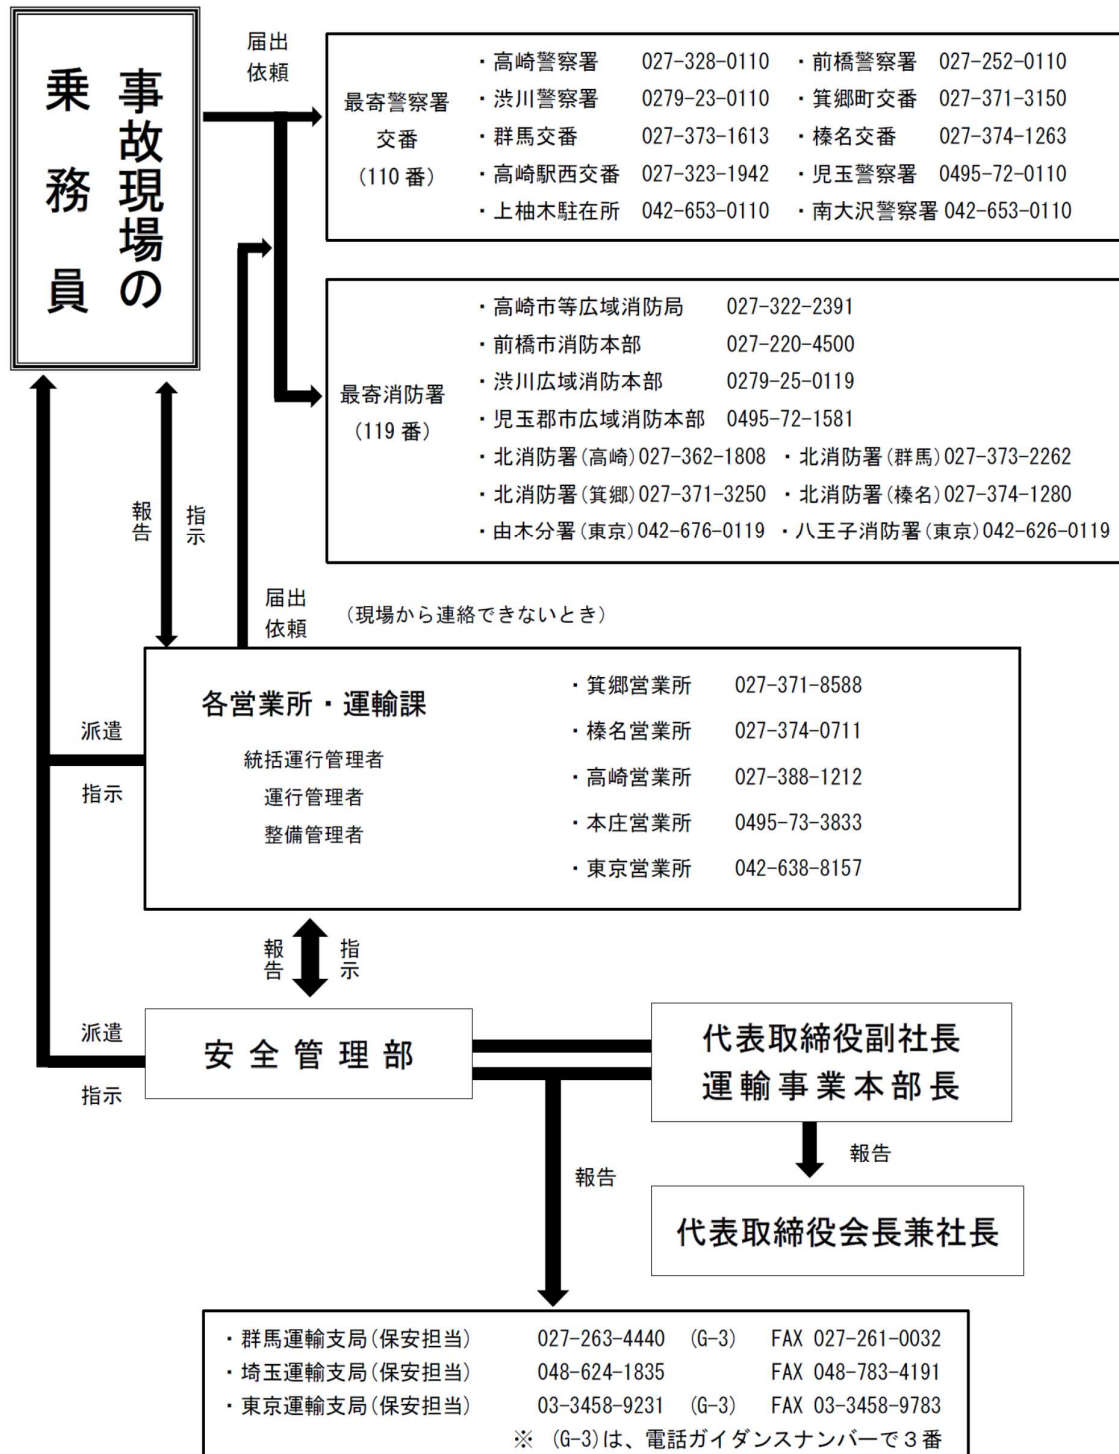 事故現場の
乗務員
届出
依頼
最寄警察署
交番
(110番)
・高崎警察署 027-328-0110 ・前橋警察署 027-252-0110
・渋川警察署 0279-23-0110 ・箕郷町交番 027-371-3150
・群馬交番 027-373-1613 ・榛名交番 027-374-1263
・高崎駅西交番 027-323-1942 ・児玉警察署 0495-72-0110
・上柚木駐在所 042-653-0110 ・南大沢警察署 042-653-0110
最寄消防署
(119番)
・高崎市等広域消防局 027-322-2391
・前橋市消防本部 027-220-4500
・渋川広域消防本部 0279-25-0119
・児玉郡市広域消防本部 0495-72-1581
・北消防署(高崎)027-362-1808 ・北消防署(群馬)027-373-2262
・北消防署(箕郷)027-371-3250 ・北消防署(榛名)027-374-1280
・由木分署(東京)042-676-0119 ・八王子消防署(東京)042-626-0119
報告
指示
届出
依頼
(現場から連絡できないとき)
各営業所・運輸課
統括運行管理者
運行管理者
整備管理者
・箕郷営業所 027-371-8588
・榛名営業所 027-374-0711
・高崎営業所 027-388-1212
・本庄営業所 0495-73-3833
・東京営業所 042-638-8157
派遣
指示
報告
指示
派遣
指示
安全管理部
代表取締役副社長
運輸事業本部長
報告
報告
代表取締役会長兼社長
・群馬運輸支局(保安担当) 027-263-4440 (G-3) FAX 027-261-0032
・埼玉運輸支局(保安担当) 048-624-1835 FAX 048-783-4191
・東京運輸支局(保安担当) 03-3458-9231 (G-3) FAX 03-3458-9783
※ (G-3)は、電話ガイダンスナンバーで3番